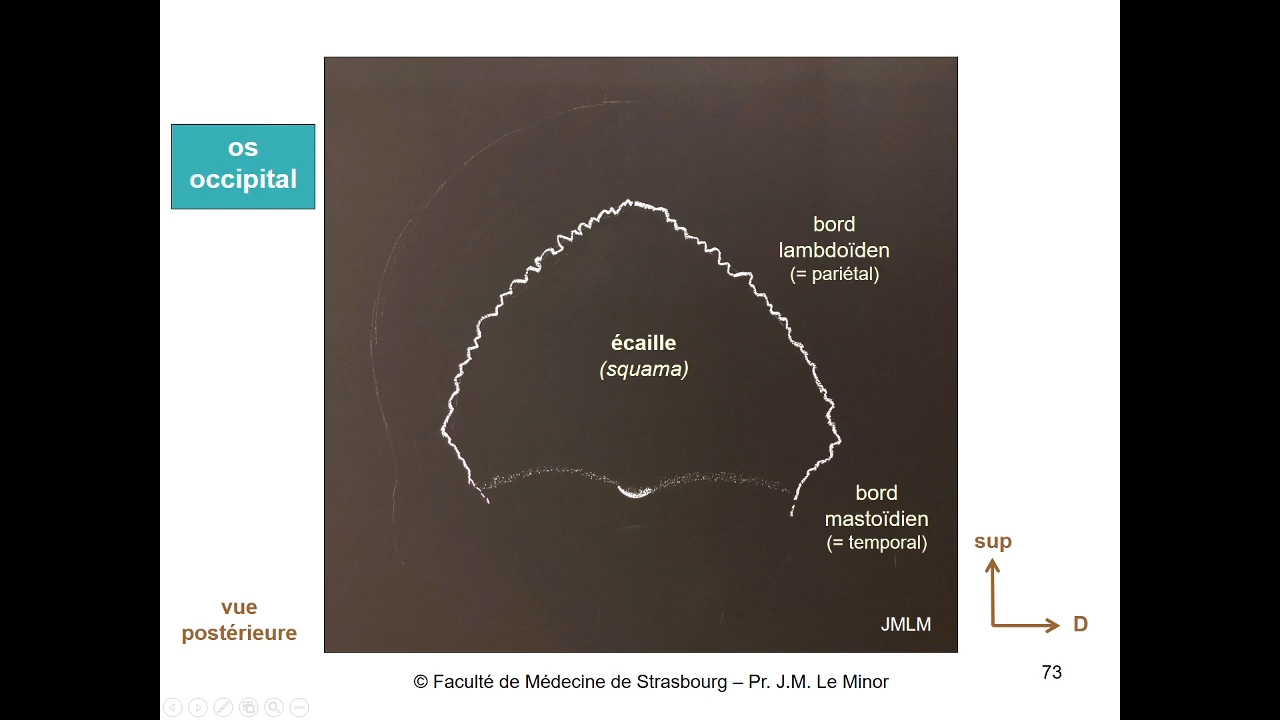 os
occipital
bord
lambdoïden
(= pariétal)
écaille
(squama)
bord
mastoïdien
(= temporal)
sup
D
vue
postérieure
JMLM
73
© Faculté de Médecine de Strasbourg – Pr. J.M. Le Minor